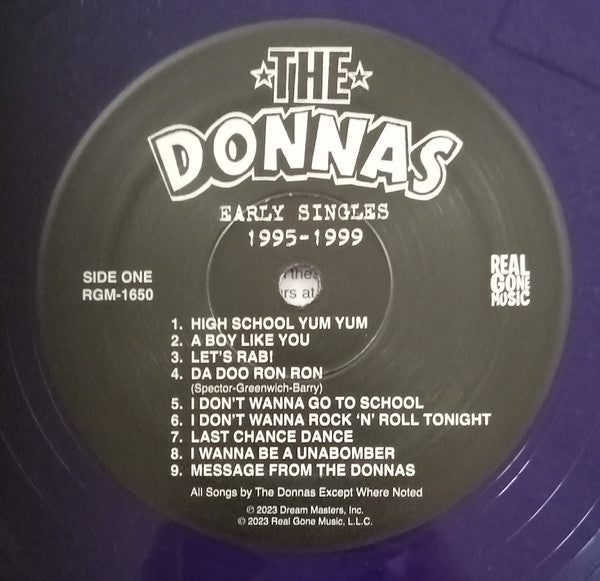 THE
DONNAS
EARLY SINGLES
1995-1999
SIDE ONE
RGM-1650
REAL
GONE
MUSIC
1. HIGH SCHOOL YUM YUM
2. A BOY LIKE YOU
3. LET'S RAB!
4. DA DOO RON RON
(Spector-Greenwich-Barry)
5. I DON'T WANNA GO TO SCHOOL
6. I DON'T WANNA ROCK 'N' ROLL TONIGHT
7. LAST CHANCE DANCE
8. I WANNA BE A UNABOMBER
9. MESSAGE FROM THE DONNAS
All Songs by The Donnas Except Where Noted
℗ 2023 Dream Masters, Inc.
© 2023 Real Gone Music, L.L.C.